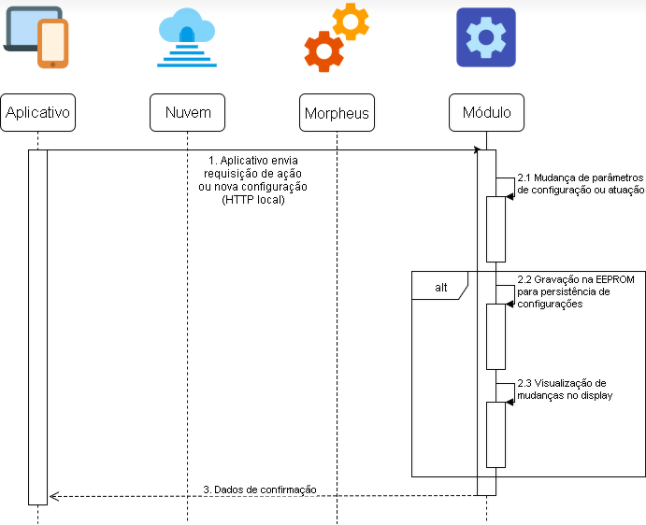 Aplicativo
Nuvem
Morpheus
Módulo
1. Aplicativo envia
requisição de ação
ou nova configuração
(HTTP local)
2.1 Mudança de parâmetros
de configuração ou atuação
alt
2.2 Gravação na EEPROM
para persistência de
configurações
2.3 Visualização de
mudanças no display
3. Dados de confirmação